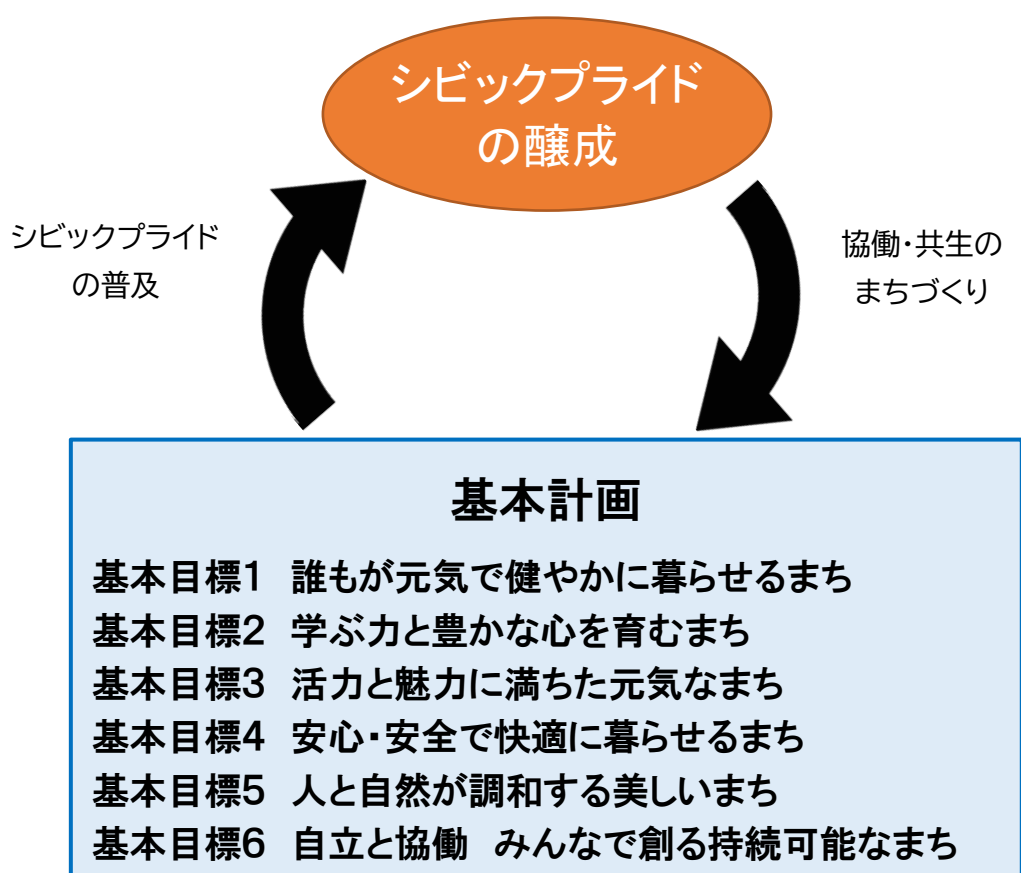 シビックプライド
の醸成
シビックプライド
の普及
協働・共生の
まちづくり
基本計画
基本目標1　誰もが元気で健やかに暮らせるまち
基本目標2　学ぶ力と豊かな心を育むまち
基本目標3　活力と魅力に満ちた元気なまち
基本目標4　安心・安全で快適に暮らせるまち
基本目標5　人と自然が調和する美しいまち
基本目標6　自立と協働　みんなで創る持続可能なまち